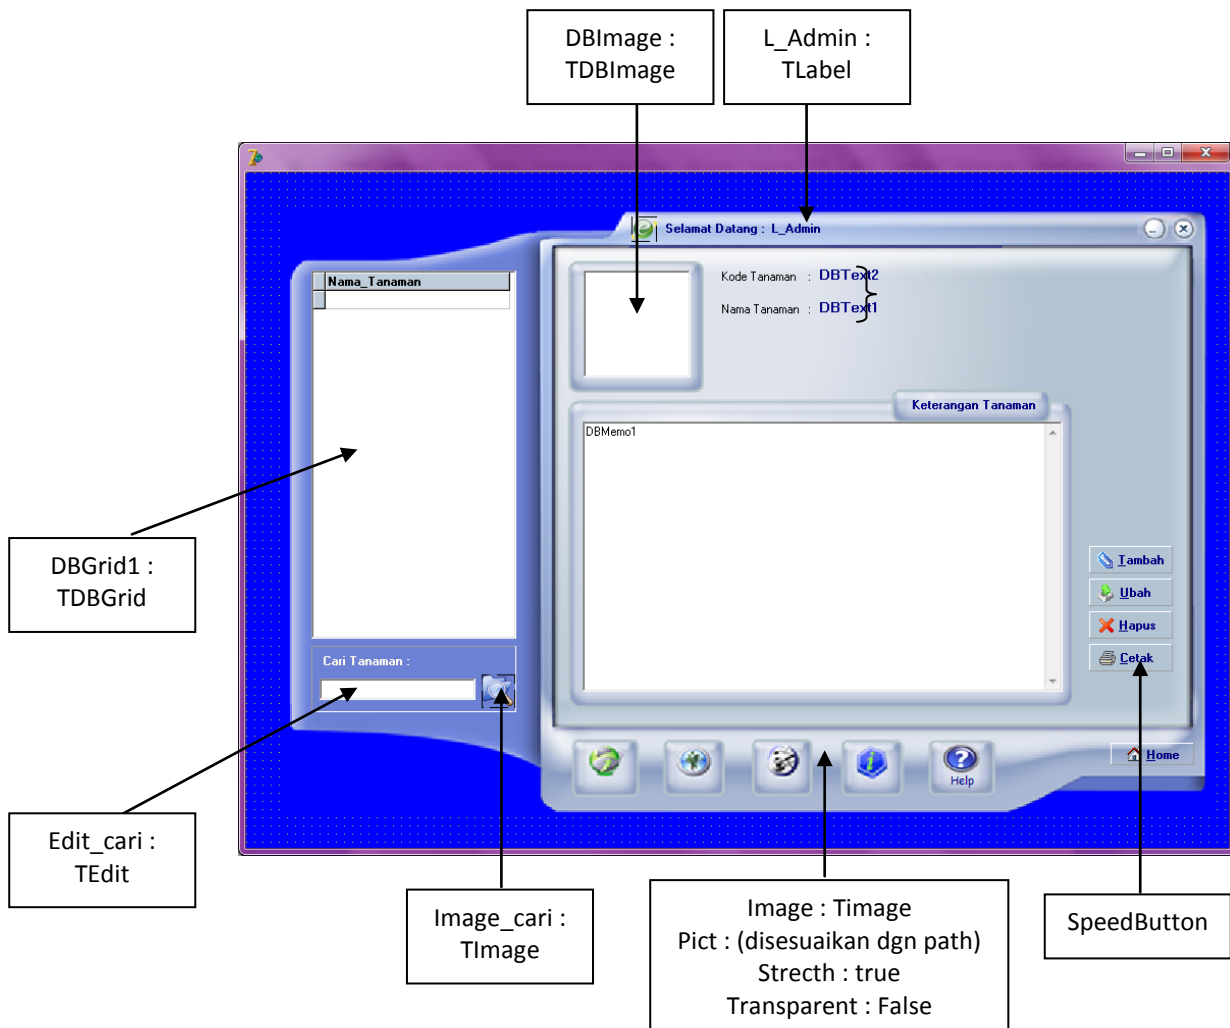 DBImage :
TDBImage
L_Admin :
TLabel
Selamat Datang : L_Admin
Nama_Tanaman
Kode Tanaman : DBText2
Nama Tanaman : DBText1
Keterangan Tanaman
DBMemo1
DBGrid1 :
TDBGrid
Tambah
Ubah
Hapus
Cetak
Cari Tanaman :
Home
Help
Edit_cari :
TEdit
Image_cari :
TImage
Image : Timage
Pict : (disesuaikan dgn path)
Strecth : true
Transparent : False
SpeedButton